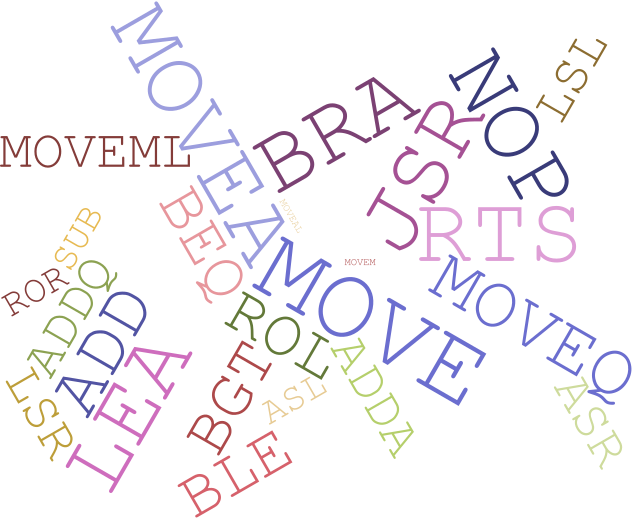 MOVEA
LSL
NOP
BRA
JSR
MOVEML
RTS
BEQ
MOVEAL
SUB
MOVEM
ROR
ADDQ
MOVE
MOVEQ
ADD
ROL
LEA
LSR
BGT
ASL
ADDA
ASR
BLE